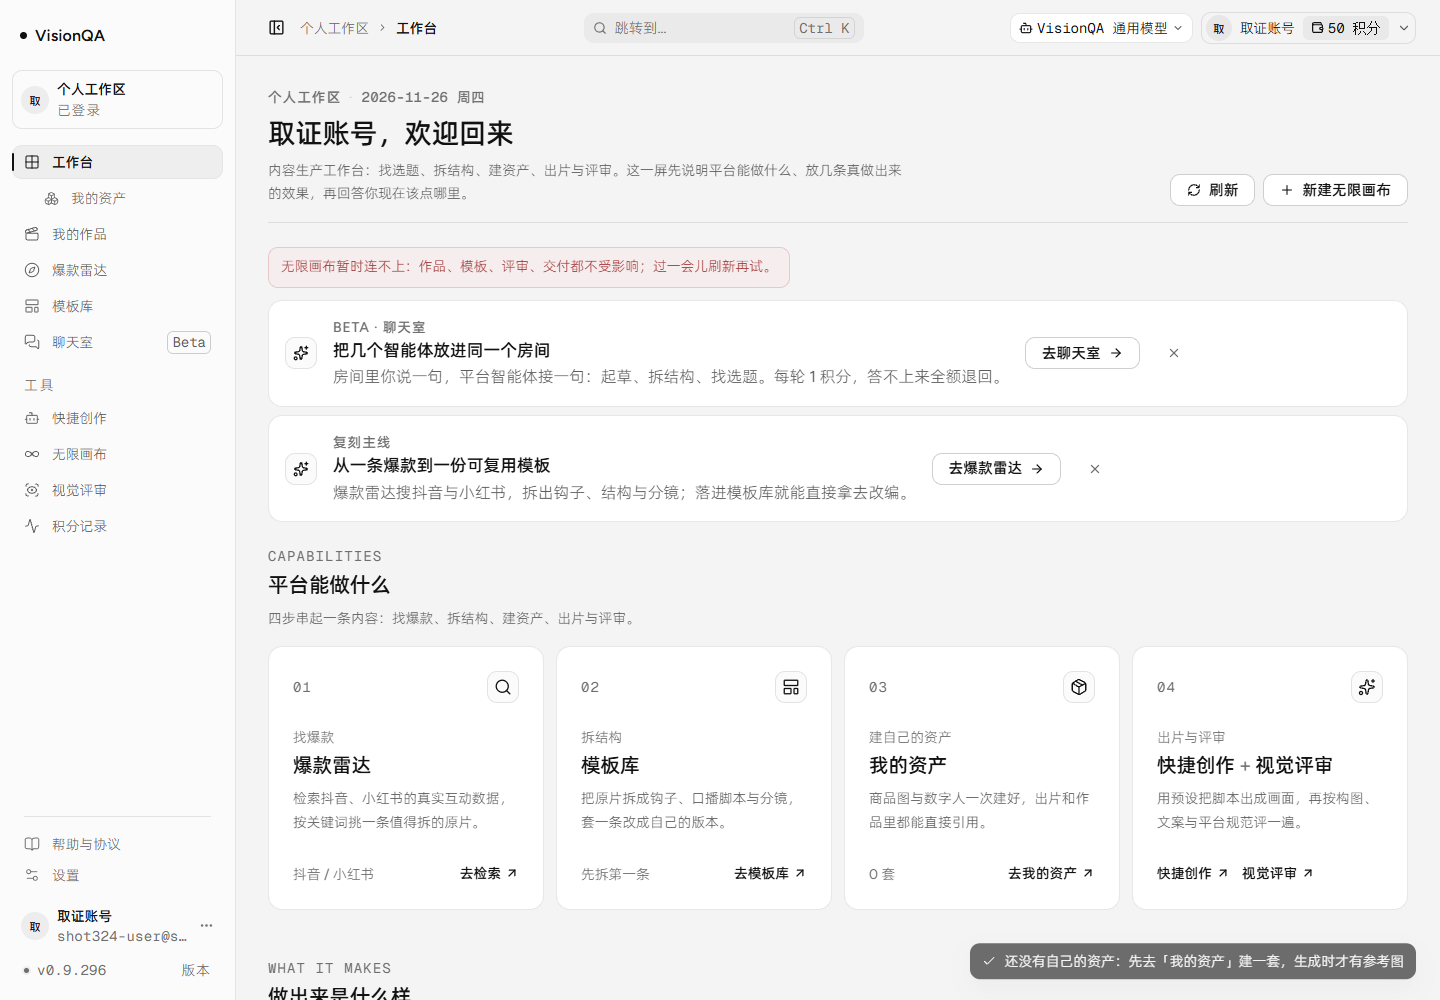 VisionQA
取
个人工作区
已登录
工作台
我的资产
我的作品
爆款雷达
模板库
聊天室
Beta
工具
快捷创作
无限画布
视觉评审
积分记录
帮助与协议
设置
取
取证账号
shot324-user@s…
v0.9.296
版本
个人工作区
工作台
跳转到…
Ctrl K
VisionQA 通用模型
取
取证账号
50 积分
个人工作区 · 2026-11-26 周四
取证账号，欢迎回来
内容生产工作台：找选题、拆结构、建资产、出片与评审。这一屏先说明平台能做什么、放几条真做出来
的效果，再回答你现在该点哪里。
刷新
新建无限画布
无限画布暂时连不上：作品、模板、评审、交付都不受影响；过一会儿刷新再试。
BETA · 聊天室
把几个智能体放进同一个房间
房间里你说一句，平台智能体接一句：起草、拆结构、找选题。每轮 1 积分，答不上来全额退回。
去聊天室
复刻主线
从一条爆款到一份可复用模板
爆款雷达搜抖音与小红书，拆出钩子、结构与分镜；落进模板库就能直接拿去改编。
去爆款雷达
CAPABILITIES
平台能做什么
四步串起一条内容：找爆款、拆结构、建资产、出片与评审。
01
找爆款
爆款雷达
检索抖音、小红书的真实互动数据，
按关键词挑一条值得拆的原片。
抖音 / 小红书
去检索
02
拆结构
模板库
把原片拆成钩子、口播脚本与分镜，
套一条改成自己的版本。
先拆第一条
去模板库
03
建自己的资产
我的资产
商品图与数字人一次建好，出片和作
品里都能直接引用。
0 套
去我的资产
04
出片与评审
快捷创作 + 视觉评审
用预设把脚本出成画面，再按构图、
文案与平台规范评一遍。
快捷创作
视觉评审
WHAT IT MAKES
做出来是什么样
还没有自己的资产：先去「我的资产」建一套，生成时才有参考图